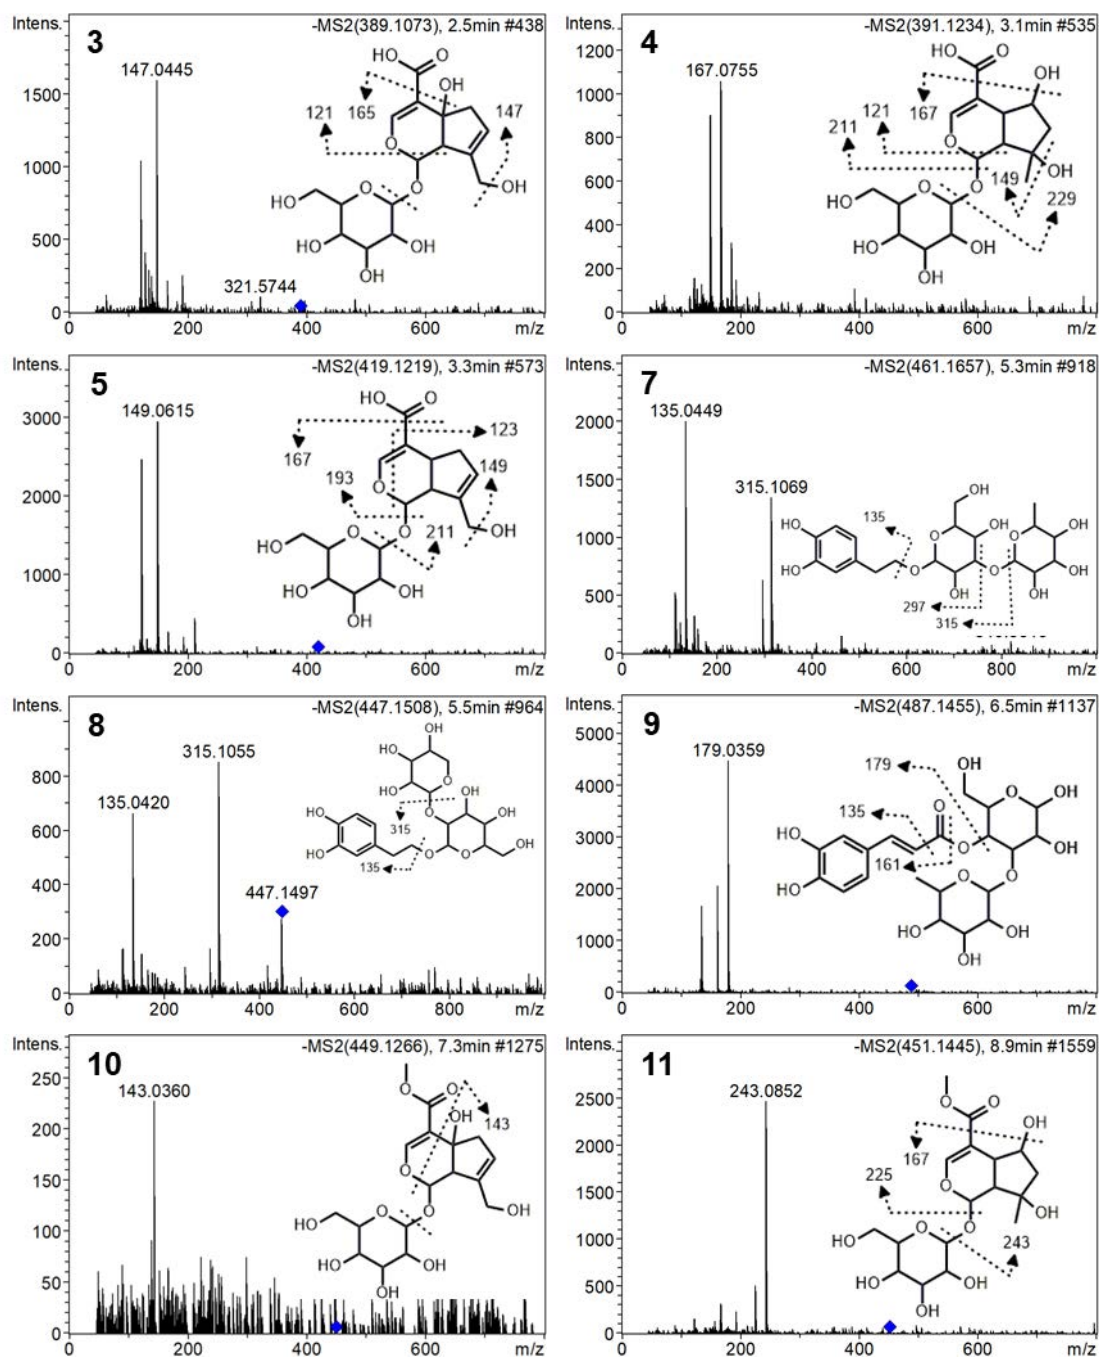 Intens.
-MS2(389.1073), 2.5min #438
3
147.0445
321.5744
HO
O
OH
121
165
147
O
OH
O
O
HO
HO
OH
OH
1500
1000
500
0
0
200
400
600
m/z
Intens.
-MS2(391.1234), 3.1min #535
4
167.0755
HO
O
OH
121
167
211
O
OH
149
229
O
O
HO
HO
OH
OH
1200
1000
800
600
400
200
0
0
200
400
600
m/z
Intens.
-MS2(419.1219), 3.3min #573
5
149.0615
HO
O
123
167
193
149
O
OH
O
O
211
HO
HO
OH
OH
3000
2000
1000
0
0
200
400
600
m/z
Intens.
-MS2(461.1657), 5.3min #918
7
135.0449
315.1069
OH
135
HO
HO
O
O
OH
O
O
OH
OH
OH
OH
297
315
2000
1500
1000
500
0
0
200
400
600
800
m/z
Intens.
-MS2(447.1508), 5.5min #964
8
315.1055
135.0420
447.1497
OH
HO
HO
O
O
OH
OH
315
HO
HO
O
O
OH
OH
135
800
600
400
200
0
0
200
400
600
800
m/z
Intens.
-MS2(487.1455), 6.5min #1137
9
179.0359
OH
179
O
OH
135
O
HO
O
OH
161
HO
O
O
HO
OH
OH
5000
4000
3000
2000
1000
0
0
200
400
600
m/z
Intens.
-MS2(449.1266), 7.3min #1275
10
143.0360
O
O
OH
143
O
OH
O
O
HO
HO
OH
OH
250
200
150
100
50
0
0
200
400
600
m/z
Intens.
-MS2(451.1445), 8.9min #1559
11
243.0852
O
O
OH
167
225
O
OH
243
O
O
HO
HO
OH
OH
2500
2000
1500
1000
500
0
0
200
400
600
m/z